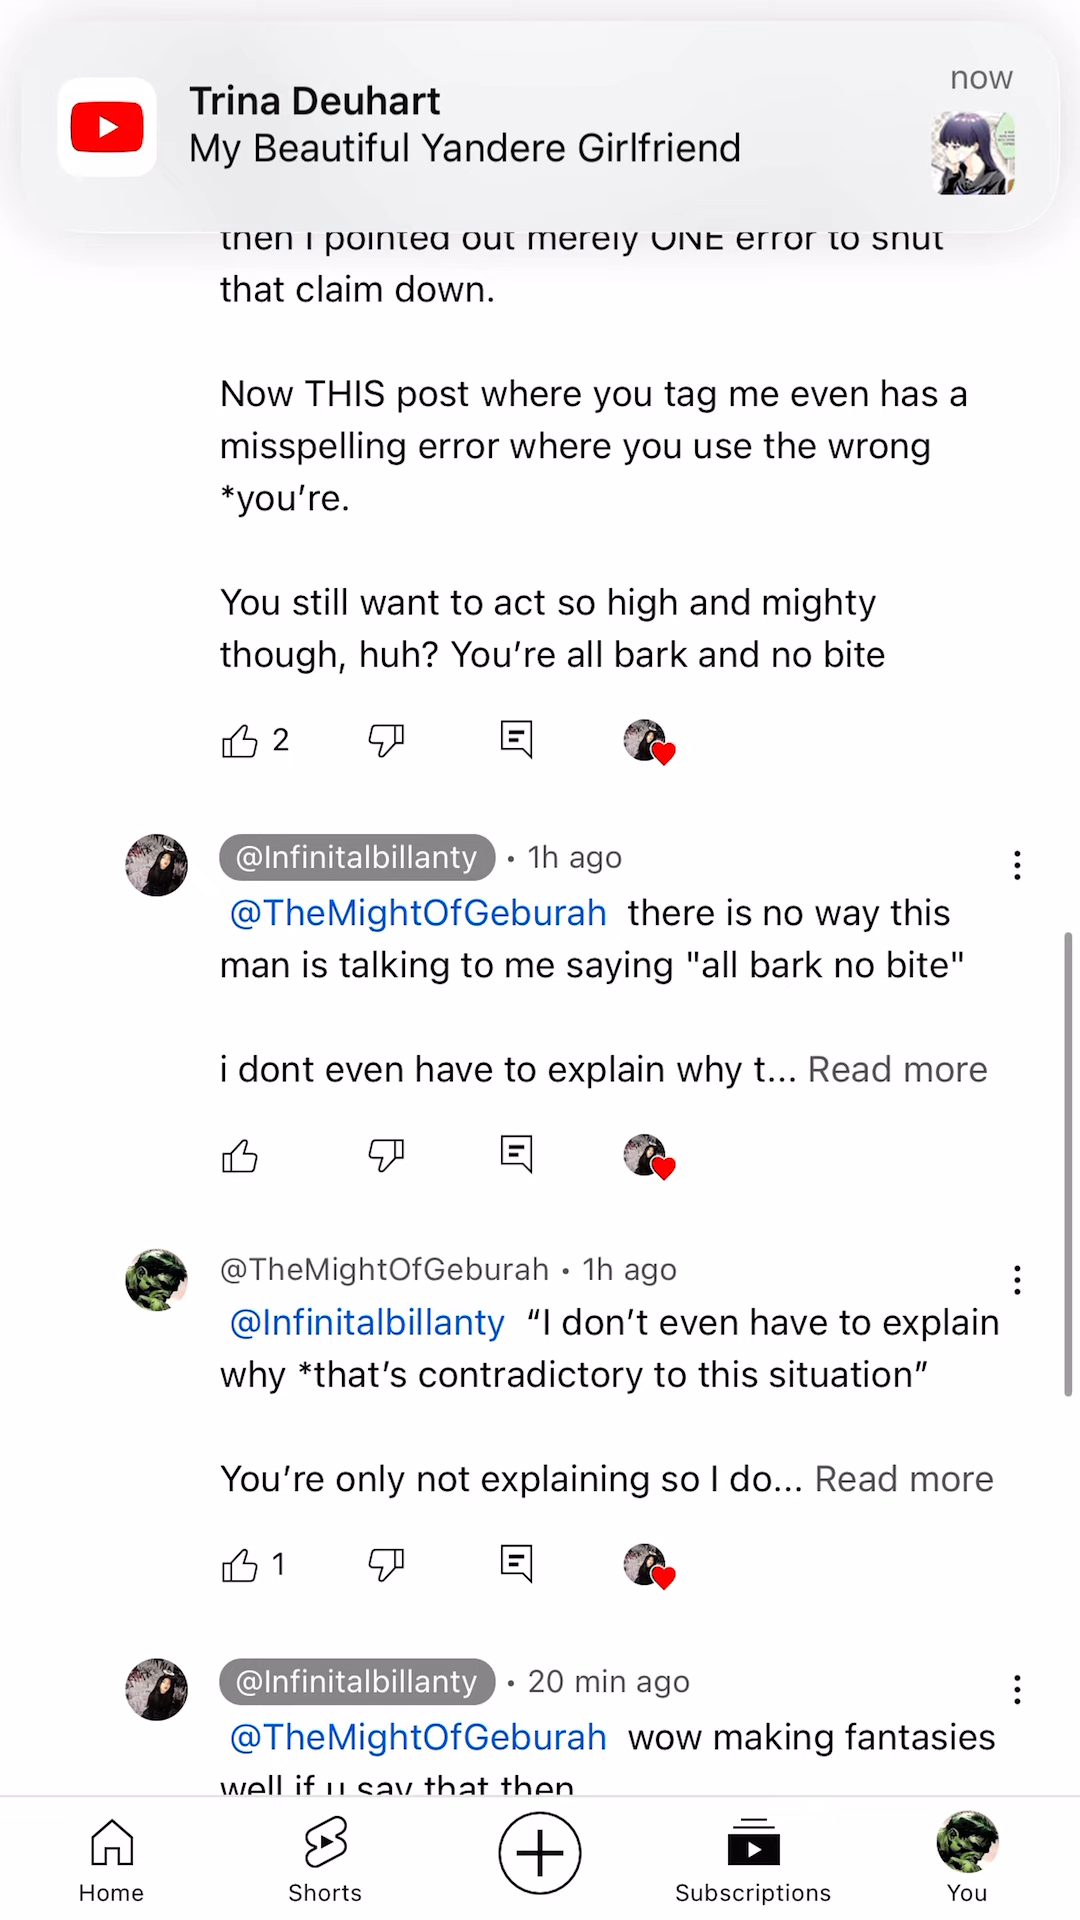 now
Trina Deuhart
My Beautiful Yandere Girlfriend
then I pointed out merely ONE error to shut
that claim down.
Now THIS post where you tag me even has a
misspelling error where you use the wrong
*you’re.
You still want to act so high and mighty
though, huh? You’re all bark and no bite
2
@Infinitalbillanty • 1h ago
@TheMightOfGeburah there is no way this
man is talking to me saying "all bark no bite"
i dont even have to explain why t... Read more
@TheMightOfGeburah • 1h ago
@Infinitalbillanty “I don’t even have to explain
why *that’s contradictory to this situation”
You’re only not explaining so I do... Read more
1
@Infinitalbillanty • 20 min ago
@TheMightOfGeburah wow making fantasies
well if u say that then
Home
Shorts
Subscriptions
You